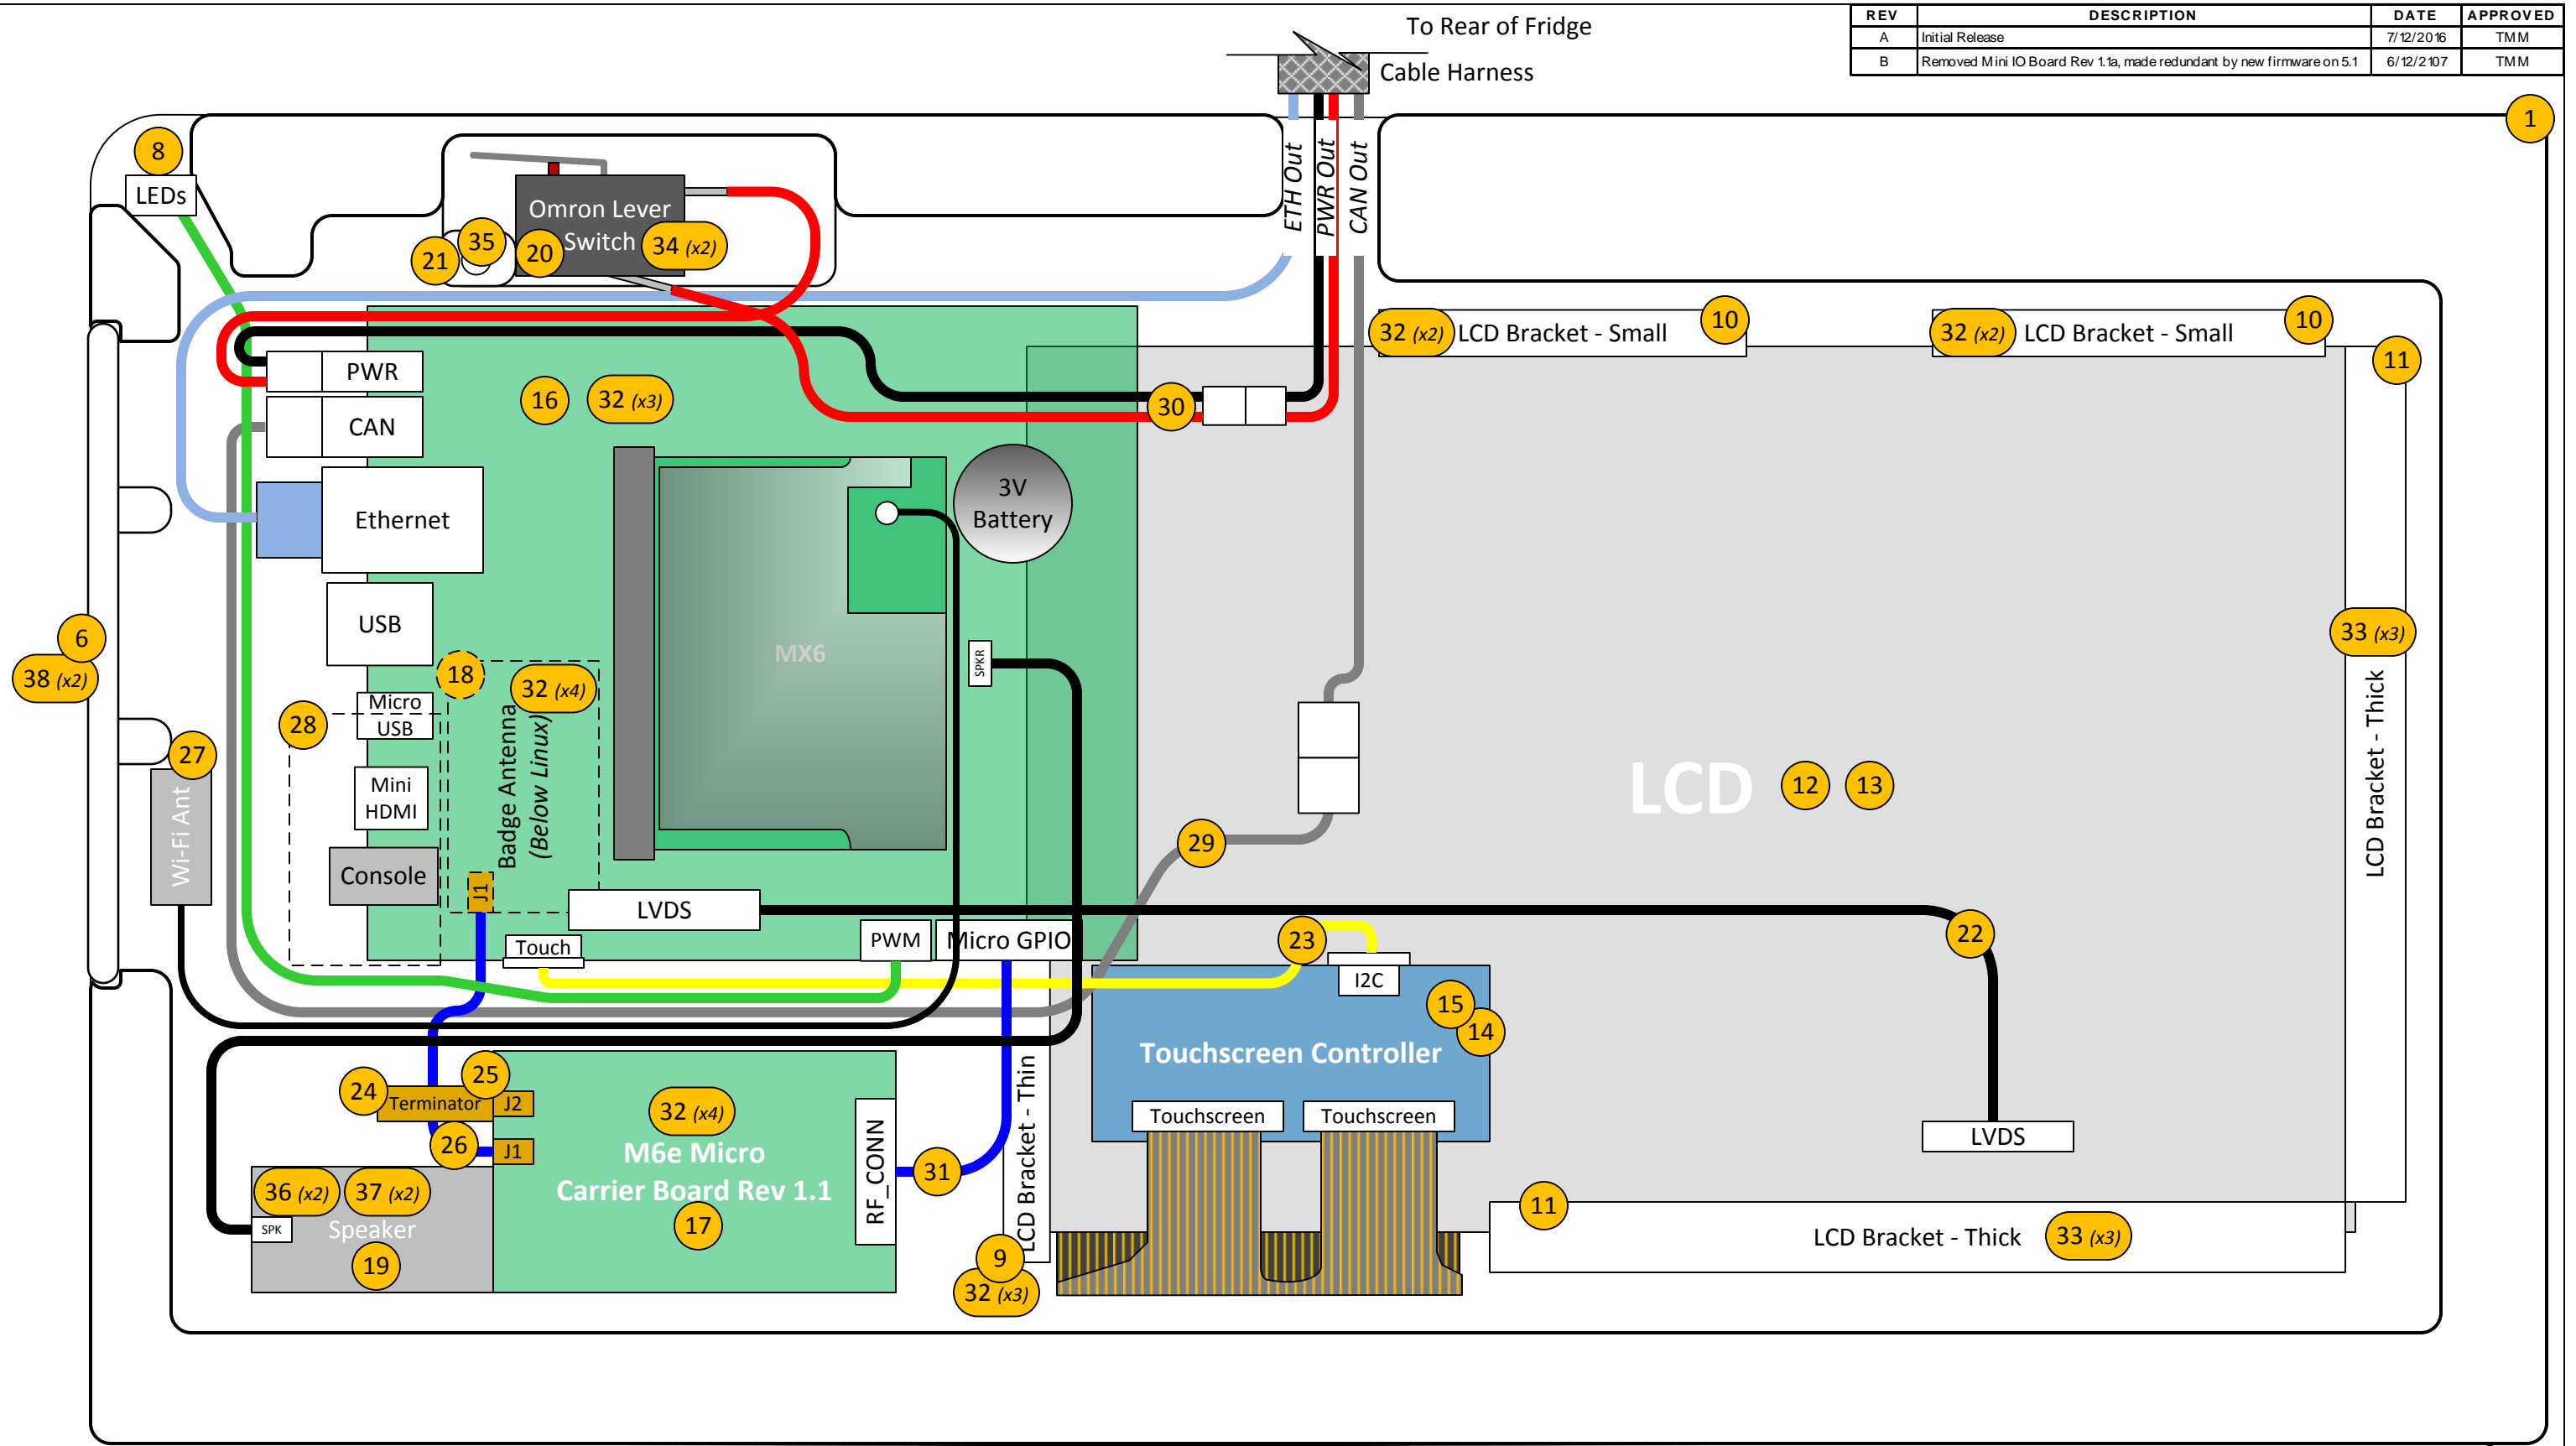 REV DESCRIPTION DATE APPROVED
A Initial Release 7/12/2016 TMM
B Removed Mini IO Board Rev 1.1a, made redundant by new firmware on 5.1 6/12/2107 TMM
To Rear of Fridge
Cable Harness
1
8
LEDs
Omron Lever
Switch
34 (x2)
35
21
20
ETH Out
PWR Out
CAN Out
32 (x2)
LCD Bracket - Small
10
32 (x2)
LCD Bracket - Small
10
11
PWR
CAN
16
32 (x3)
30
Ethernet
3V
Battery
USB
6
38 (x2)
MX6
SPKR
33 (x3)
LCD Bracket - Thick
18
32 (x4)
Micro
USB
28
Badge Antenna
(Below Linux)
27
Wi-Fi Ant
Mini
HDMI
LCD
12
13
29
Console
J1
LVDS
22
Touch
PWM
Micro GPIO
23
I2C
15
14
Touchscreen Controller
Touchscreen
Touchscreen
LVDS
24
25
Terminator
J2
26
J1
32 (x4)
M6e Micro
Carrier Board Rev 1.1
17
RF_CONN
31
LCD Bracket - Thin
9
32 (x3)
36 (x2)
37 (x2)
SPK
Speaker
19
11
LCD Bracket - Thick
33 (x3)